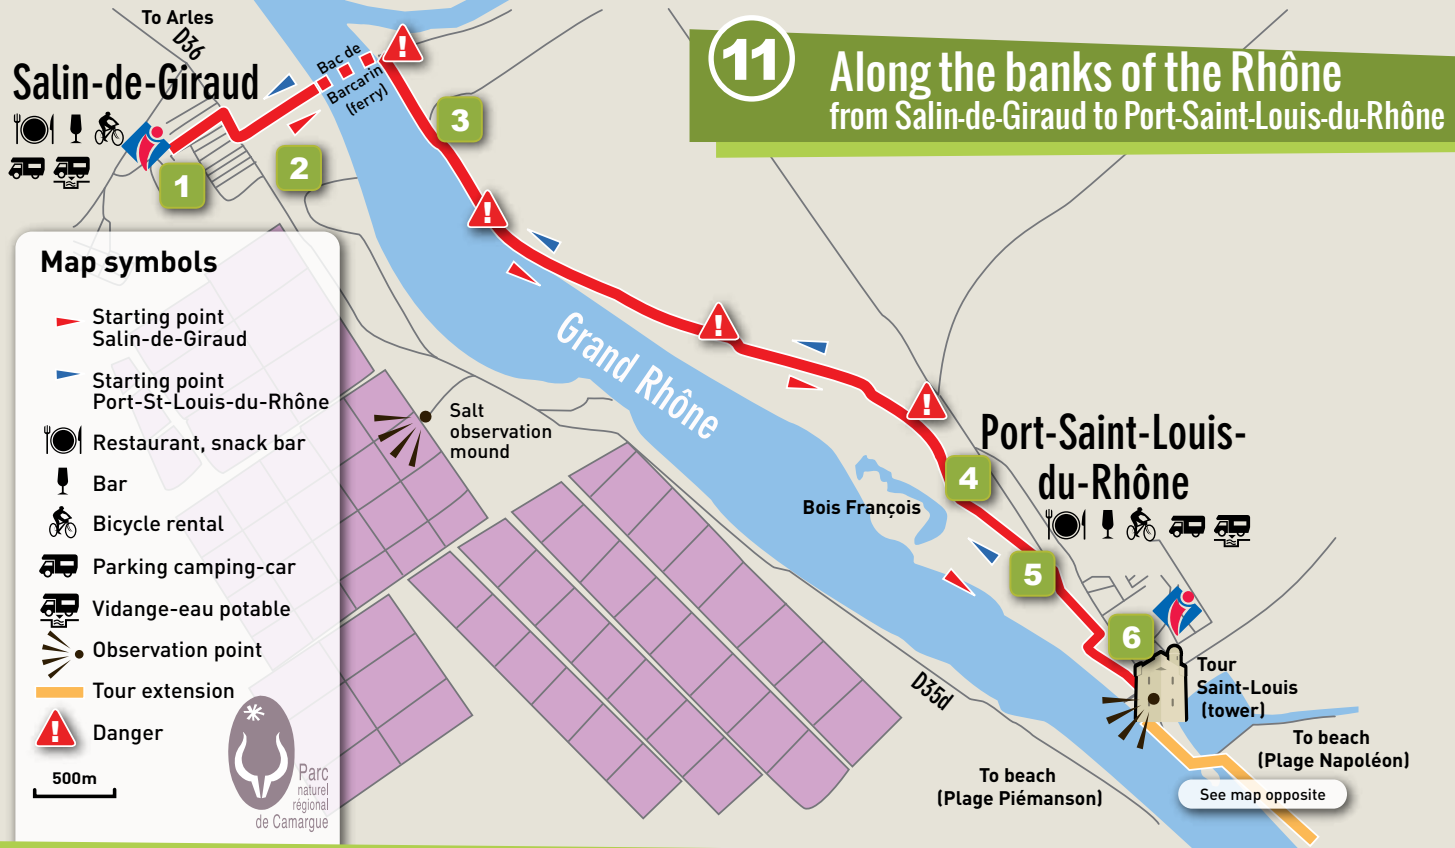 11
Along the banks of the Rhône
from Salin-de-Giraud to Port-Saint-Louis-du-Rhône
To Arles
D36
Salin-de-Giraud
Bac de
Barcarin
(ferry)
1
2
3
Map symbols
Starting point
Salin-de-Giraud
Starting point
Port-St-Louis-du-Rhône
Restaurant, snack bar
Bar
Bicycle rental
Parking camping-car
Vidange-eau potable
Observation point
Tour extension
Danger
500m
Parc
naturel
régional
de Camargue
Salt
observation
mound
Grand Rhône
Bois François
Port-Saint-Louis-
du-Rhône
4
5
6
Tour
Saint-Louis
(tower)
D35d
To beach
(Plage Piémanson)
To beach
(Plage Napoléon)
See map opposite
!
!
!
!
!